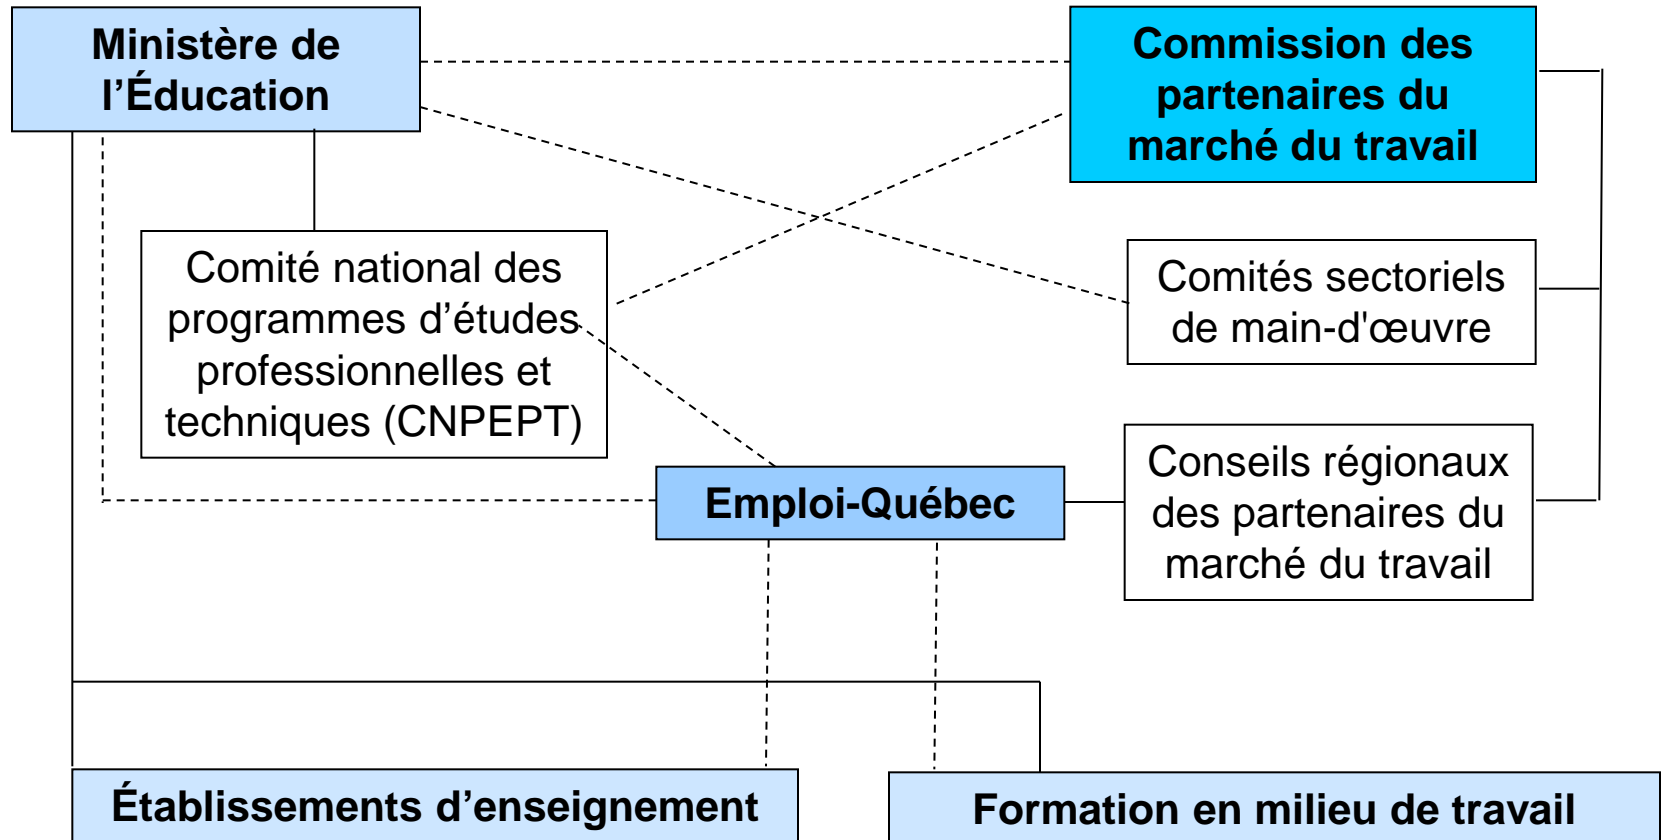 Ministère de
l’Éducation
Commission des
partenaires du
marché du travail
Comité national des
programmes d’études
professionnelles et
techniques (CNPEPT)
Comités sectoriels
de main-d'œuvre
Emploi-Québec
Conseils régionaux
des partenaires du
marché du travail
Établissements d’enseignement
Formation en milieu de travail